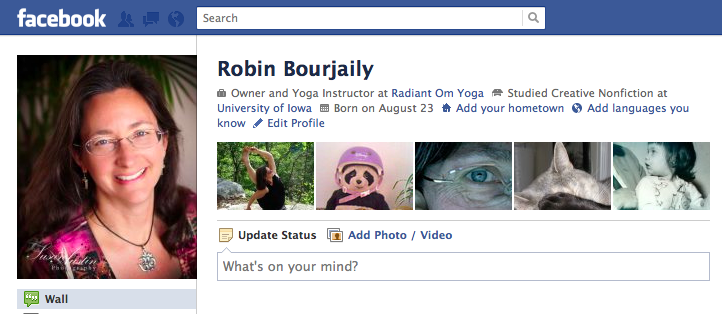 facebook
Search
Robin Bourjaily
Owner and Yoga Instructor at Radiant Om Yoga Studied Creative Nonfiction at
University of Iowa Born on August 23 Add your hometown Add languages you
know Edit Profile
Update Status Add Photo / Video
What's on your mind?
Photography
Wall